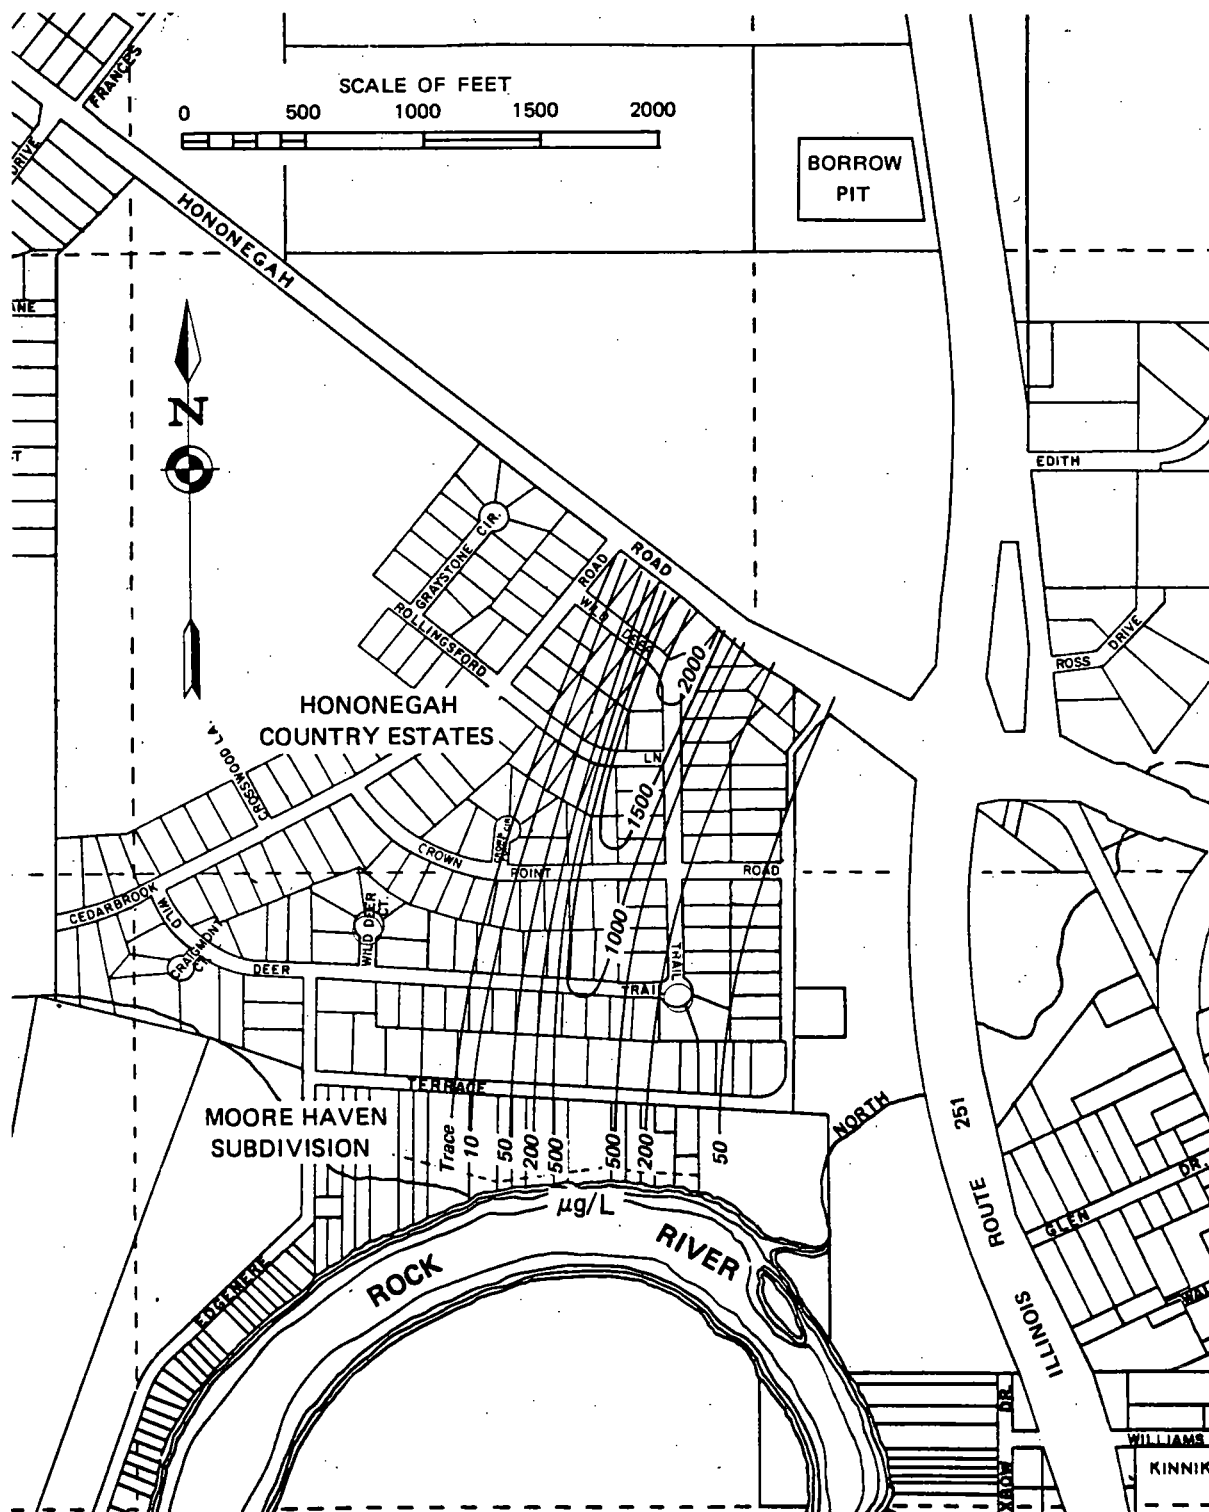 FRANCES
SCALE OF FEET
0 500 1000 1500 2000
DRIVE
BORROW
PIT
HONONEGAH
N
EDITH
ROAD
GRAYSTONE CIR.
ROAD
WILD DEER
ROLLINGSFORD
ROSS DRIVE
2000
HONONEGAH
COUNTRY ESTATES
CROSSWOOD LA.
LN
1500
CROWN
POINT
ROAD
CEDARBROOK
WILD
WILD DEER
CT.
1000
CRAIGMONT
CT.
DEER
TRAIL
TRAIL
TERRACE
MOORE HAVEN
SUBDIVISION
Trace
10
50
200
500
500
200
50
NORTH
µg/L
ROCK
RIVER
EDGEMERE
ILLINOIS ROUTE 251
GLEN
DR.
DR.
WILLIAMS
KINNIK